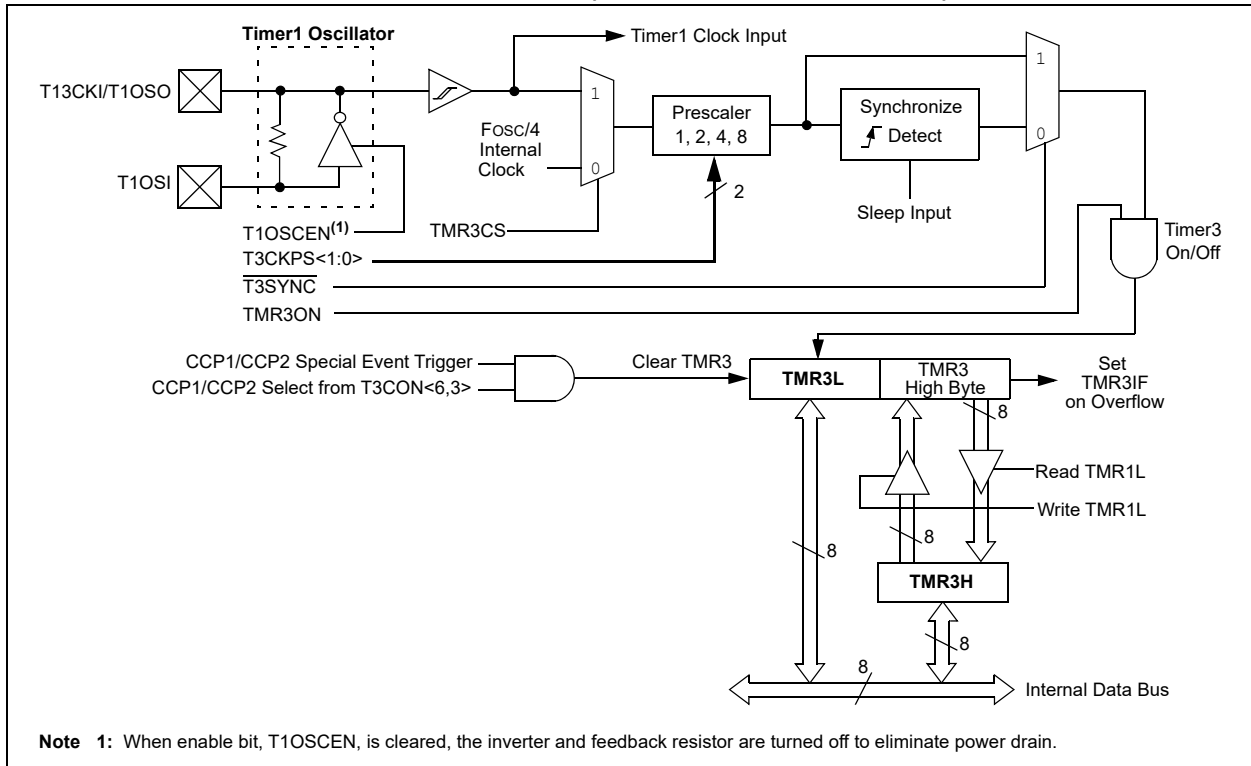 Timer1 Oscillator
Timer1 Clock Input
T13CKI/T1OSO
1
1
Prescaler
1, 2, 4, 8
Synchronize
Detect
FOSC/4
Internal
Clock
0
0
T1OSI
2
Sleep Input
T1OSCEN(1)
TMR3CS
Timer3
On/Off
T3CKPS<1:0>
T3SYNC
TMR3ON
CCP1/CCP2 Special Event Trigger
CCP1/CCP2 Select from T3CON<6,3>
Clear TMR3
TMR3L
TMR3
High Byte
Set
TMR3IF
on Overflow
8
Read TMR1L
Write TMR1L
8
8
TMR3H
8
8
Internal Data Bus
Note 1: When enable bit, T1OSCEN, is cleared, the inverter and feedback resistor are turned off to eliminate power drain.